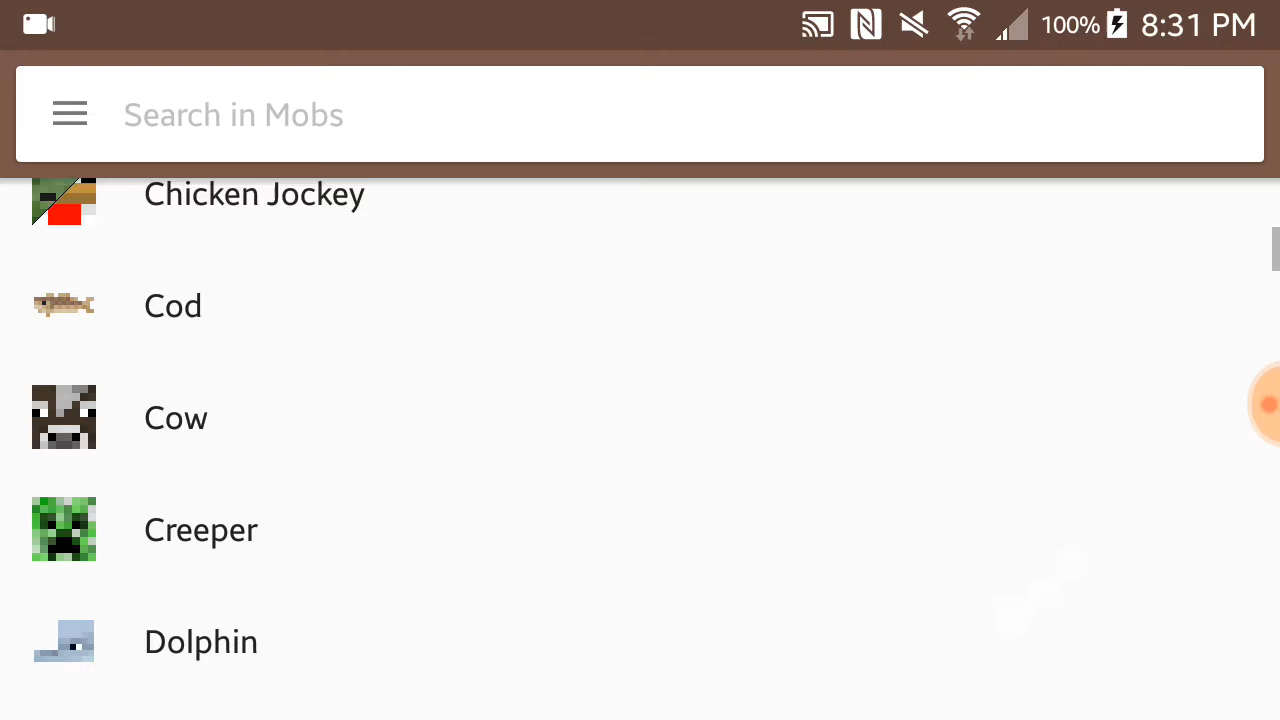 100% 8:31 PM
Search in Mobs
Chicken Jockey
Cod
Cow
Creeper
Dolphin